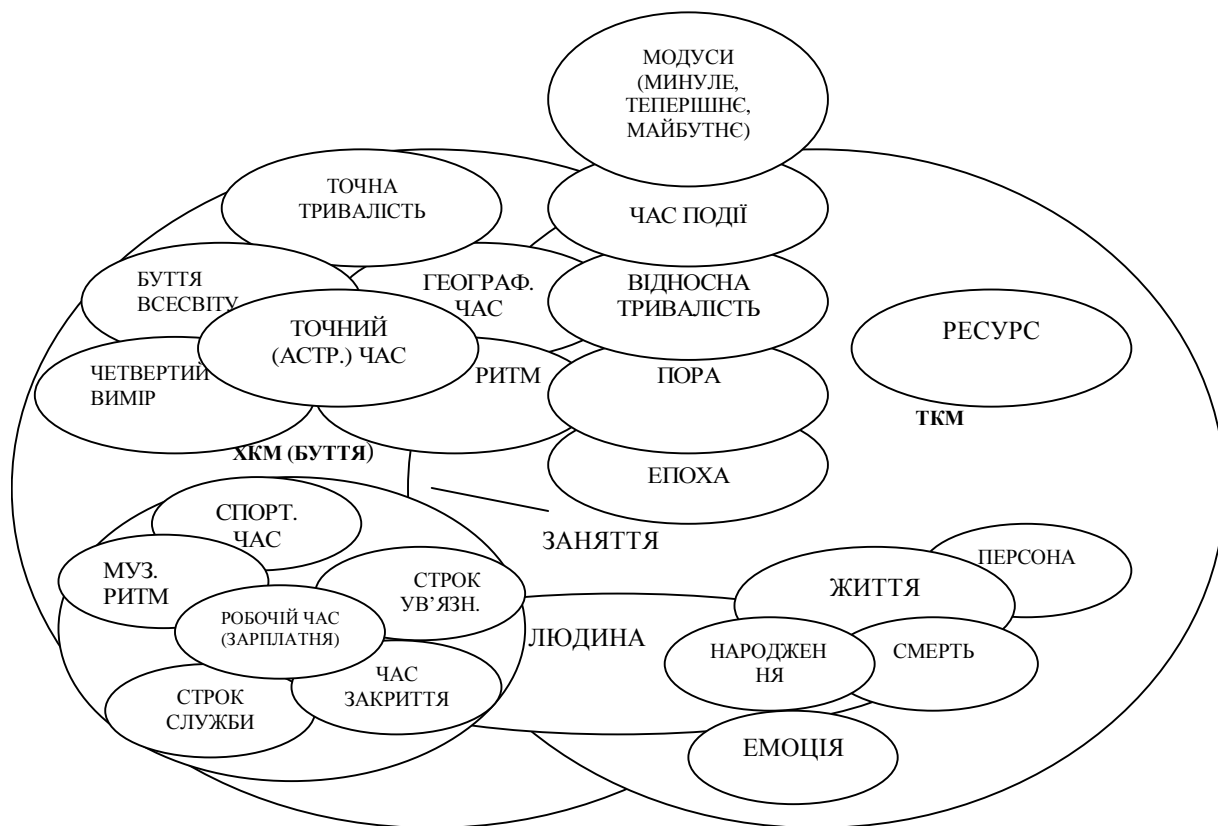 МОДУСИ
(МИНУЛЕ,
ТЕПЕРІШНЄ,
МАЙБУТНЄ)
ТОЧНА
ТРИВАЛІСТЬ
ЧАС ПОДІЇ
БУТТЯ
ВСЕСВІТУ
ГЕОГРАФ.
ЧАС
ВІДНОСНА
ТРИВАЛІСТЬ
ТОЧНИЙ
(АСТР.) ЧАС
РЕСУРС
ЧЕТВЕРТИЙ
ВИМІР
РИТМ
ПОРА
ТКМ
ХКМ (БУТТЯ)
ЕПОХА
СПОРТ.
ЧАС
ЗАНЯТТЯ
МУЗ.
РИТМ
СТРОК
УВ’ЯЗН.
ПЕРСОНА
ЖИТТЯ
РОБОЧІЙ ЧАС
(ЗАРПЛАТНЯ)
ЛЮДИНА
НАРОДЖЕН
НЯ
СМЕРТЬ
ЧАС
ЗАКРИТТЯ
СТРОК
СЛУЖБИ
ЕМОЦІЯ